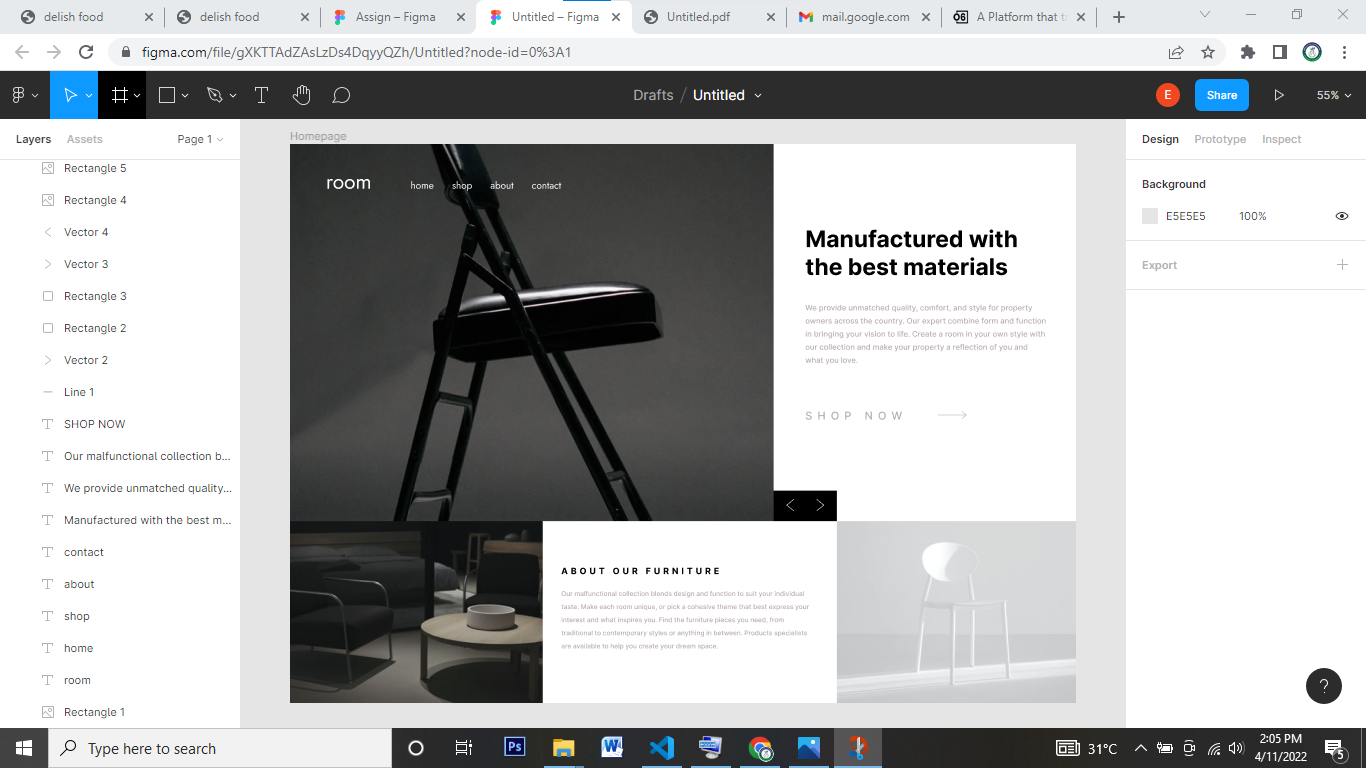 delish food
delish food
Assign – Figma
Untitled – Figma
Untitled.pdf
mail.google.com
A Platform that t
figma.com/file/gXKTTAdZAsLzDs4DqyyQZh/Untitled?node-id=0%3A1
Drafts / Untitled
E
Share
55%
Layers
Assets
Page 1
Rectangle 5
Rectangle 4
Vector 4
Vector 3
Rectangle 3
Rectangle 2
Vector 2
Line 1
SHOP NOW
Our malfunctional collection b...
We provide unmatched quality,...
Manufactured with the best m...
contact
about
shop
home
room
Rectangle 1
Homepage
room
home shop about contact
Manufactured with
the best materials
We provide unmatched quality, comfort, and style for property
owners across the country. Our expert combine form and function
in bringing your vision to life. Create a room in your own style with
our collection and make your property a reflection of you and
what you love.
SHOP NOW
ABOUT OUR FURNITURE
Our malfunctional collection blends design and function to suit your individual
taste. Make each room unique, or pick a cohesive theme that best express your
interest and what inspires you. Find the furniture pieces you need, from
traditional to contemporary styles or anything in between. Products specialists
are available to help you create your dream space.
Design
Prototype
Inspect
Background
E5E5E5
100%
Export
?
Type here to search
Ps
W
31°C
2:05 PM
4/11/2022
5